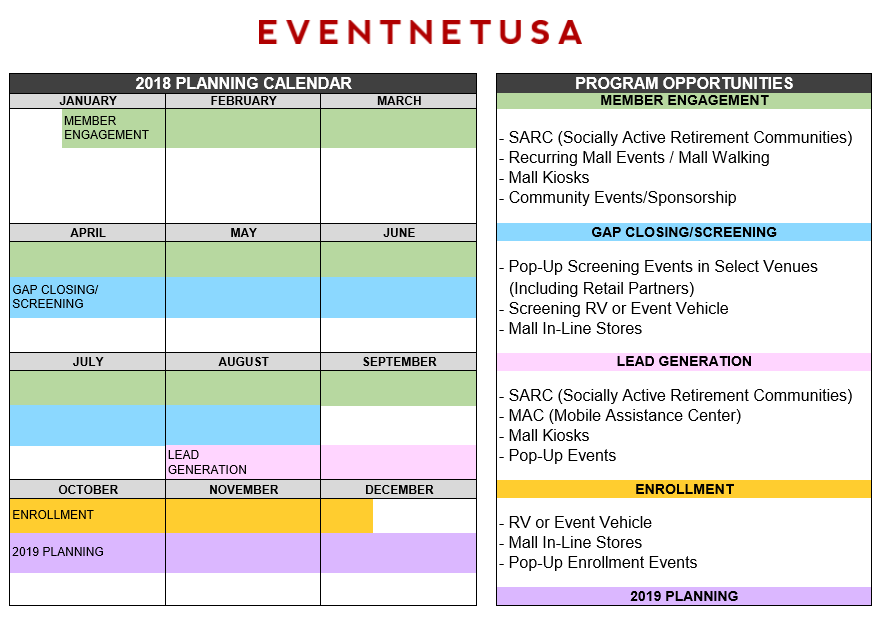 EVENTNETUSA
2018 PLANNING CALENDAR
JANUARY
FEBRUARY
MARCH
MEMBER
ENGAGEMENT
APRIL
MAY
JUNE
GAP CLOSING/
SCREENING
JULY
AUGUST
SEPTEMBER
LEAD
GENERATION
OCTOBER
NOVEMBER
DECEMBER
ENROLLMENT
2019 PLANNING
PROGRAM OPPORTUNITIES
MEMBER ENGAGEMENT
- SARC (Socially Active Retirement Communities)
- Recurring Mall Events / Mall Walking
- Mall Kiosks
- Community Events/Sponsorship
GAP CLOSING/SCREENING
- Pop-Up Screening Events in Select Venues
(Including Retail Partners)
- Screening RV or Event Vehicle
- Mall In-Line Stores
LEAD GENERATION
- SARC (Socially Active Retirement Communities)
- MAC (Mobile Assistance Center)
- Mall Kiosks
- Pop-Up Events
ENROLLMENT
- RV or Event Vehicle
- Mall In-Line Stores
- Pop-Up Enrollment Events
2019 PLANNING